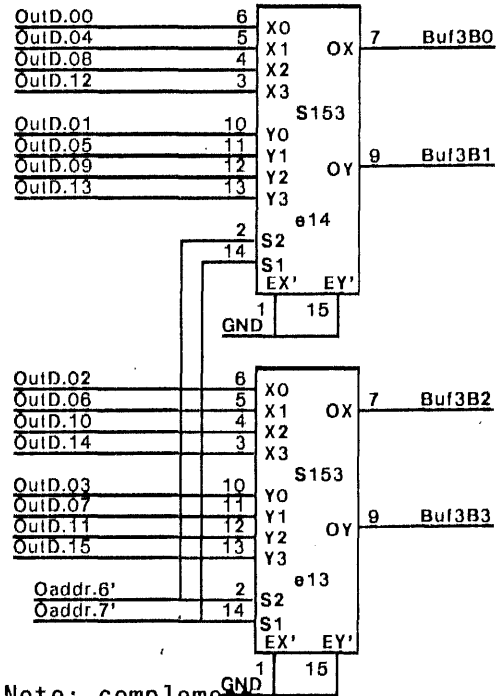 OutD.00 6 X0
OutD.04 5 X1 OX 7 Buf3B0
OutD.08 4 X2
OutD.12 3 X3
S153
OutD.01 10 Y0
OutD.05 11 Y1
OutD.09 12 Y2 OY 9 Buf3B1
OutD.13 13 Y3
e14
2 S2
14 S1
EX' EY'
1 15
GND
OutD.02 6 X0
OutD.06 5 X1 OX 7 Buf3B2
OutD.10 4 X2
OutD.14 3 X3
S153
OutD.03 10 Y0
OutD.07 11 Y1
OutD.11 12 Y2 OY 9 Buf3B3
OutD.15 13 Y3
e13
Oaddr.6' 2 S2
Oaddr.7' 14 S1
EX' EY'
1 15
GND
Note: